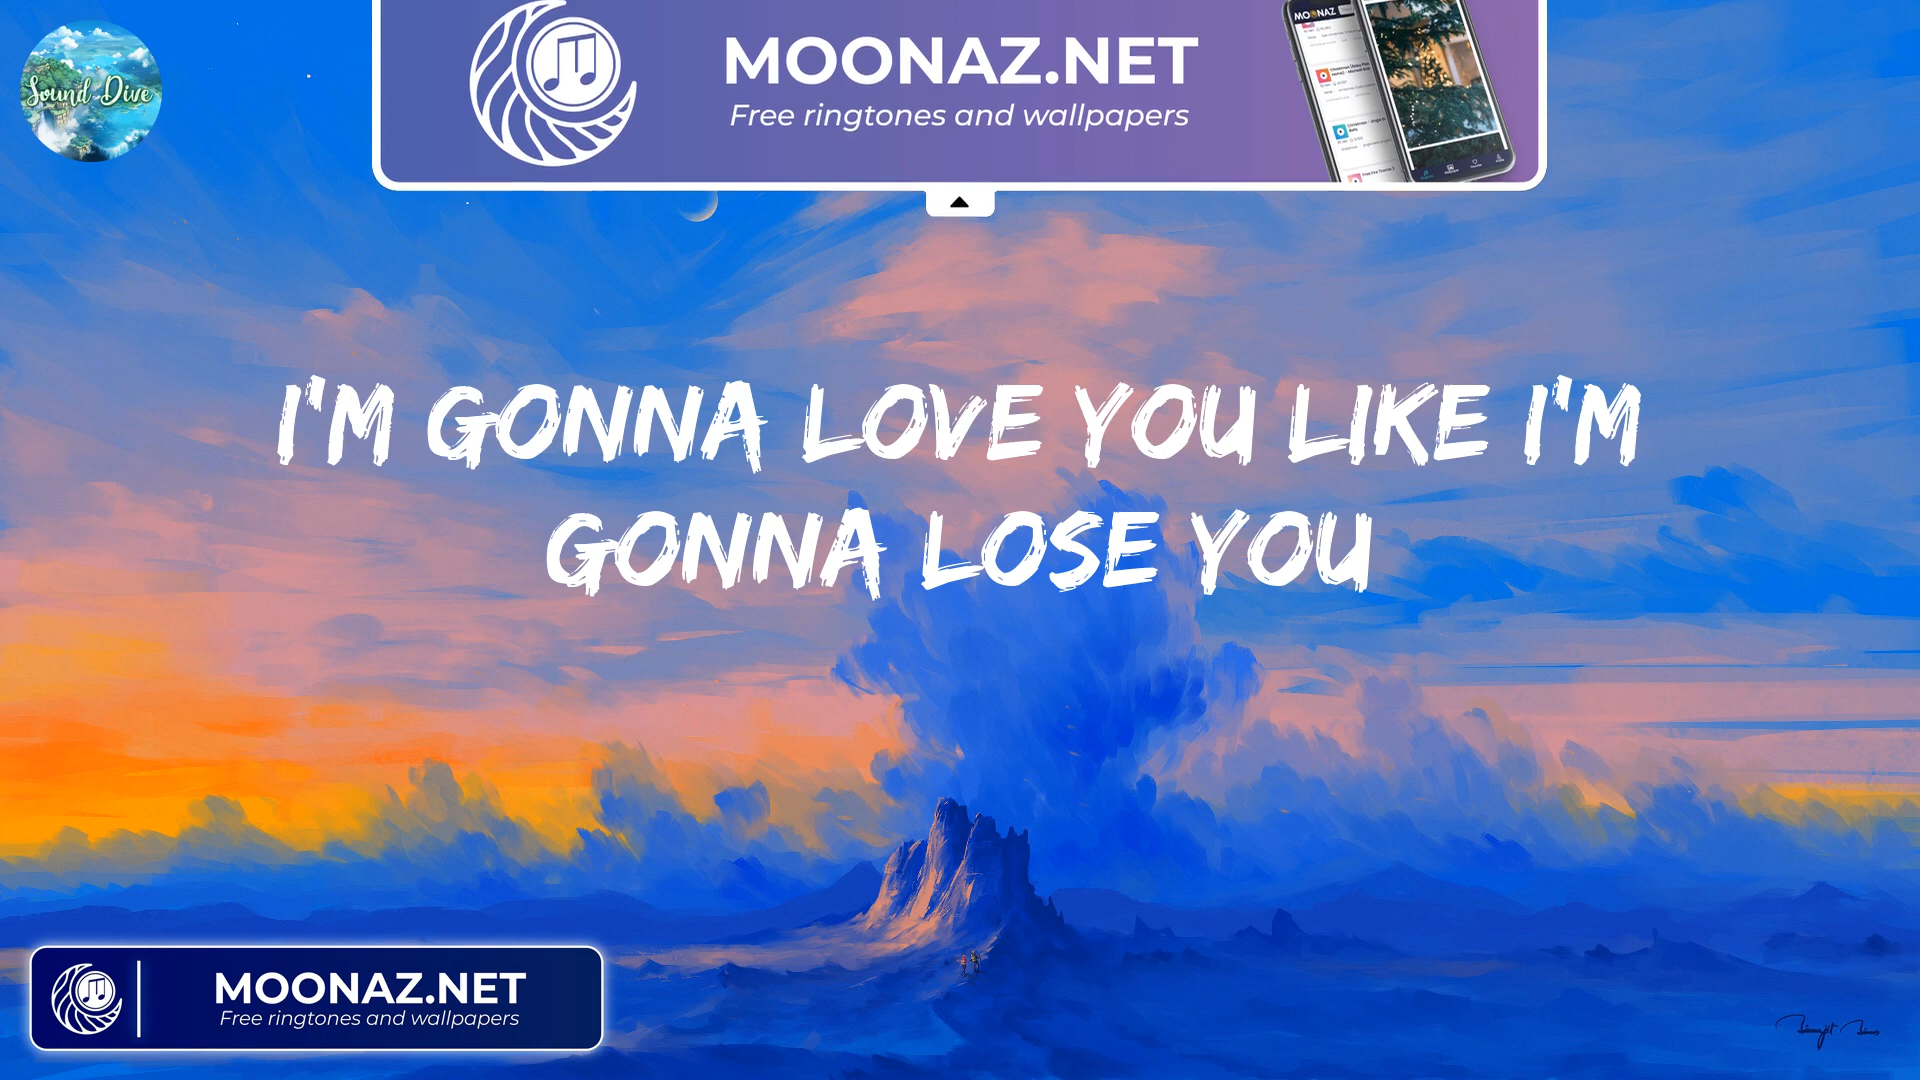 Sound Dive
MOONAZ.NET
Free ringtones and wallpapers
MOONAZ
I'M GONNA LOVE YOU LIKE I'M
GONNA LOSE YOU
MOONAZ.NET
Free ringtones and wallpapers